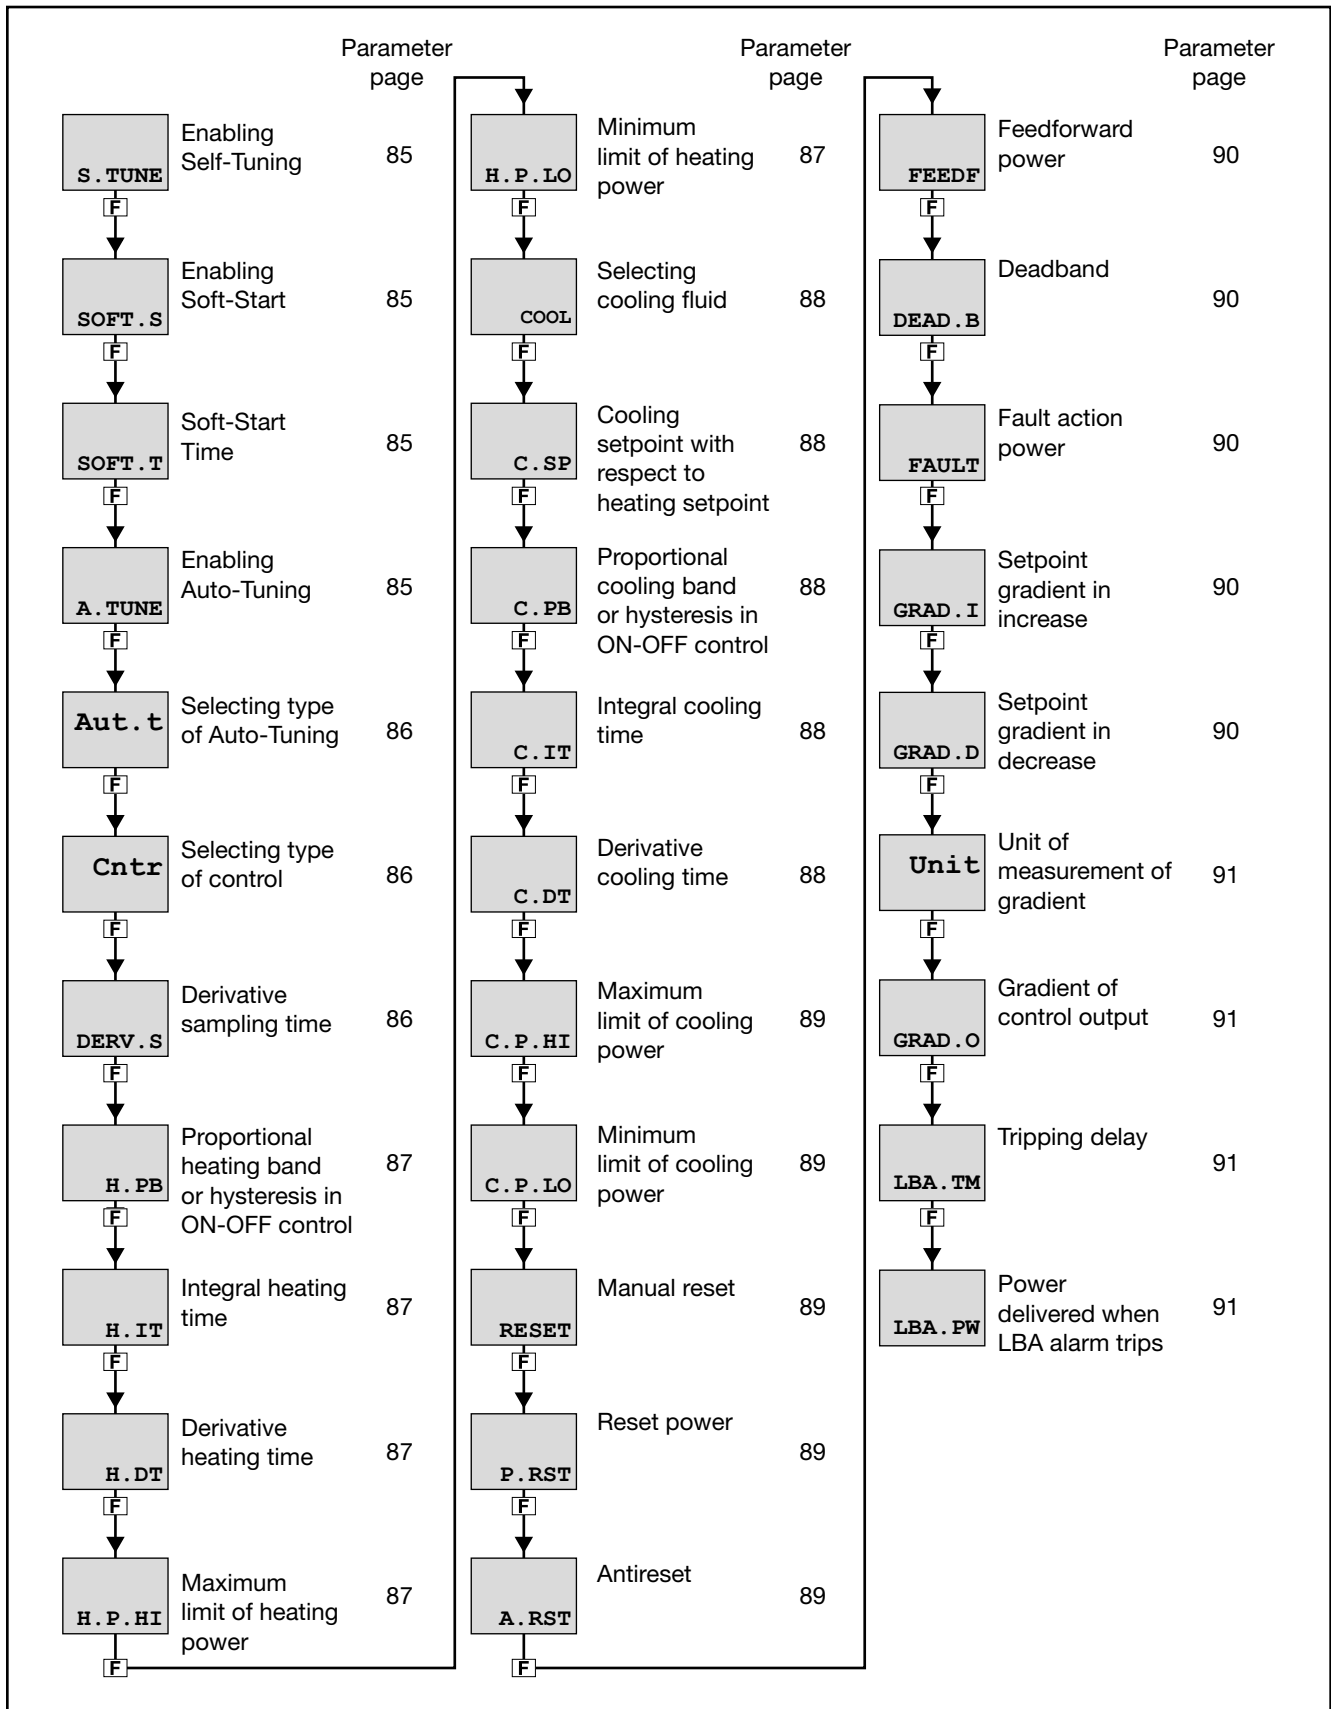 Parameter
page
S.TUNE
Enabling
Self-Tuning
85
F
SOFT.S
Enabling
Soft-Start
85
F
SOFT.T
Soft-Start
Time
85
F
A.TUNE
Enabling
Auto-Tuning
85
F
Aut.t
Selecting type
of Auto-Tuning
86
F
Cntr
Selecting type
of control
86
F
DERV.S
Derivative
sampling time
86
F
H.PB
Proportional
heating band
or hysteresis in
ON-OFF control
87
F
H.IT
Integral heating
time
87
F
H.DT
Derivative
heating time
87
F
H.P.HI
Maximum
limit of heating
power
87
F
Parameter
page
H.P.LO
Minimum
limit of heating
power
87
F
COOL
Selecting
cooling fluid
88
F
C.SP
Cooling
setpoint with
respect to
heating setpoint
88
F
C.PB
Proportional
cooling band
or hysteresis in
ON-OFF control
88
F
C.IT
Integral cooling
time
88
F
C.DT
Derivative
cooling time
88
F
C.P.HI
Maximum
limit of cooling
power
89
F
C.P.LO
Minimum
limit of cooling
power
89
F
RESET
Manual reset
89
F
P.RST
Reset power
89
F
A.RST
Antireset
89
F
Parameter
page
FEEDF
Feedforward
power
90
F
DEAD.B
Deadband
90
F
FAULT
Fault action
power
90
F
GRAD.I
Setpoint
gradient in
increase
90
F
GRAD.D
Setpoint
gradient in
decrease
90
F
Unit
Unit of
measurement of
gradient
91
F
GRAD.O
Gradient of
control output
91
F
LBA.TM
Tripping delay
91
F
LBA.PW
Power
delivered when
LBA alarm trips
91